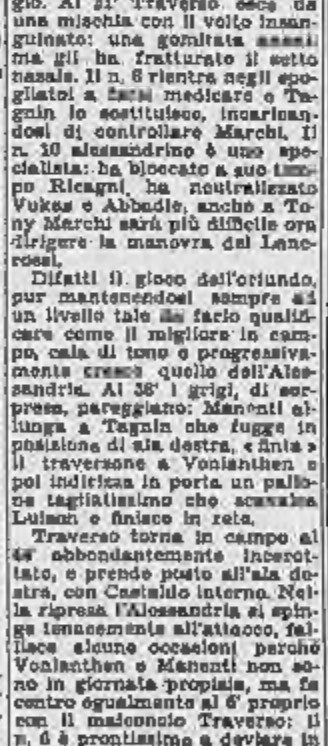 gio. Al 31' Traverso esce da
una mischia con il volto insan-
guinato: una gomitata
ma gli ha fratturato il setto
nasale. Il n. 6 rientra negli spo-
gliatoi a farsi medicare e Ta-
gnin lo sostituisce, incarican-
dosi di controllare Marchi. Il
n. 10 alessandrino è uno spe-
cialista: ha bloccato a suo tem-
po Ricagni, ha neutralizzato
Vukas e Abbadie, anche a To-
ny Marchi sarà più difficile ora
dirigere la manovra del Lane-
rossi.
Difatti il gioco dell'oriundo,
pur mantenendosi sempre ad
un livello tale da farlo qualifi-
care come il migliore in cam-
po, cala di tono e progressiva-
mente cresce quello dell'Ales-
sandria. Al 38' i grigi, di sor-
presa, pareggiano: Manenti al-
lunga a Tagnin che fugge in
posizione di ala destra, « finta »
il traversone a Vonlanthen e
poi indirizza in porta un pallo-
ne tagliatissimo che scavalca
Luison e finisce in rete.
Traverso torna in campo al
44' abbondantemente incerot-
tato, e prende posto all'ala de-
stra, con Castaldo interno. Nel-
la ripresa l'Alessandria si spin-
ge tenacemente all'attacco, fal-
lisce alcune occasioni perché
Vonlanthen e Manenti non so-
no in giornata propizia, ma fa
centro egualmente al 6' proprio
con il malconcio Traverso: il
n. 6 è prontissimo a deviare in